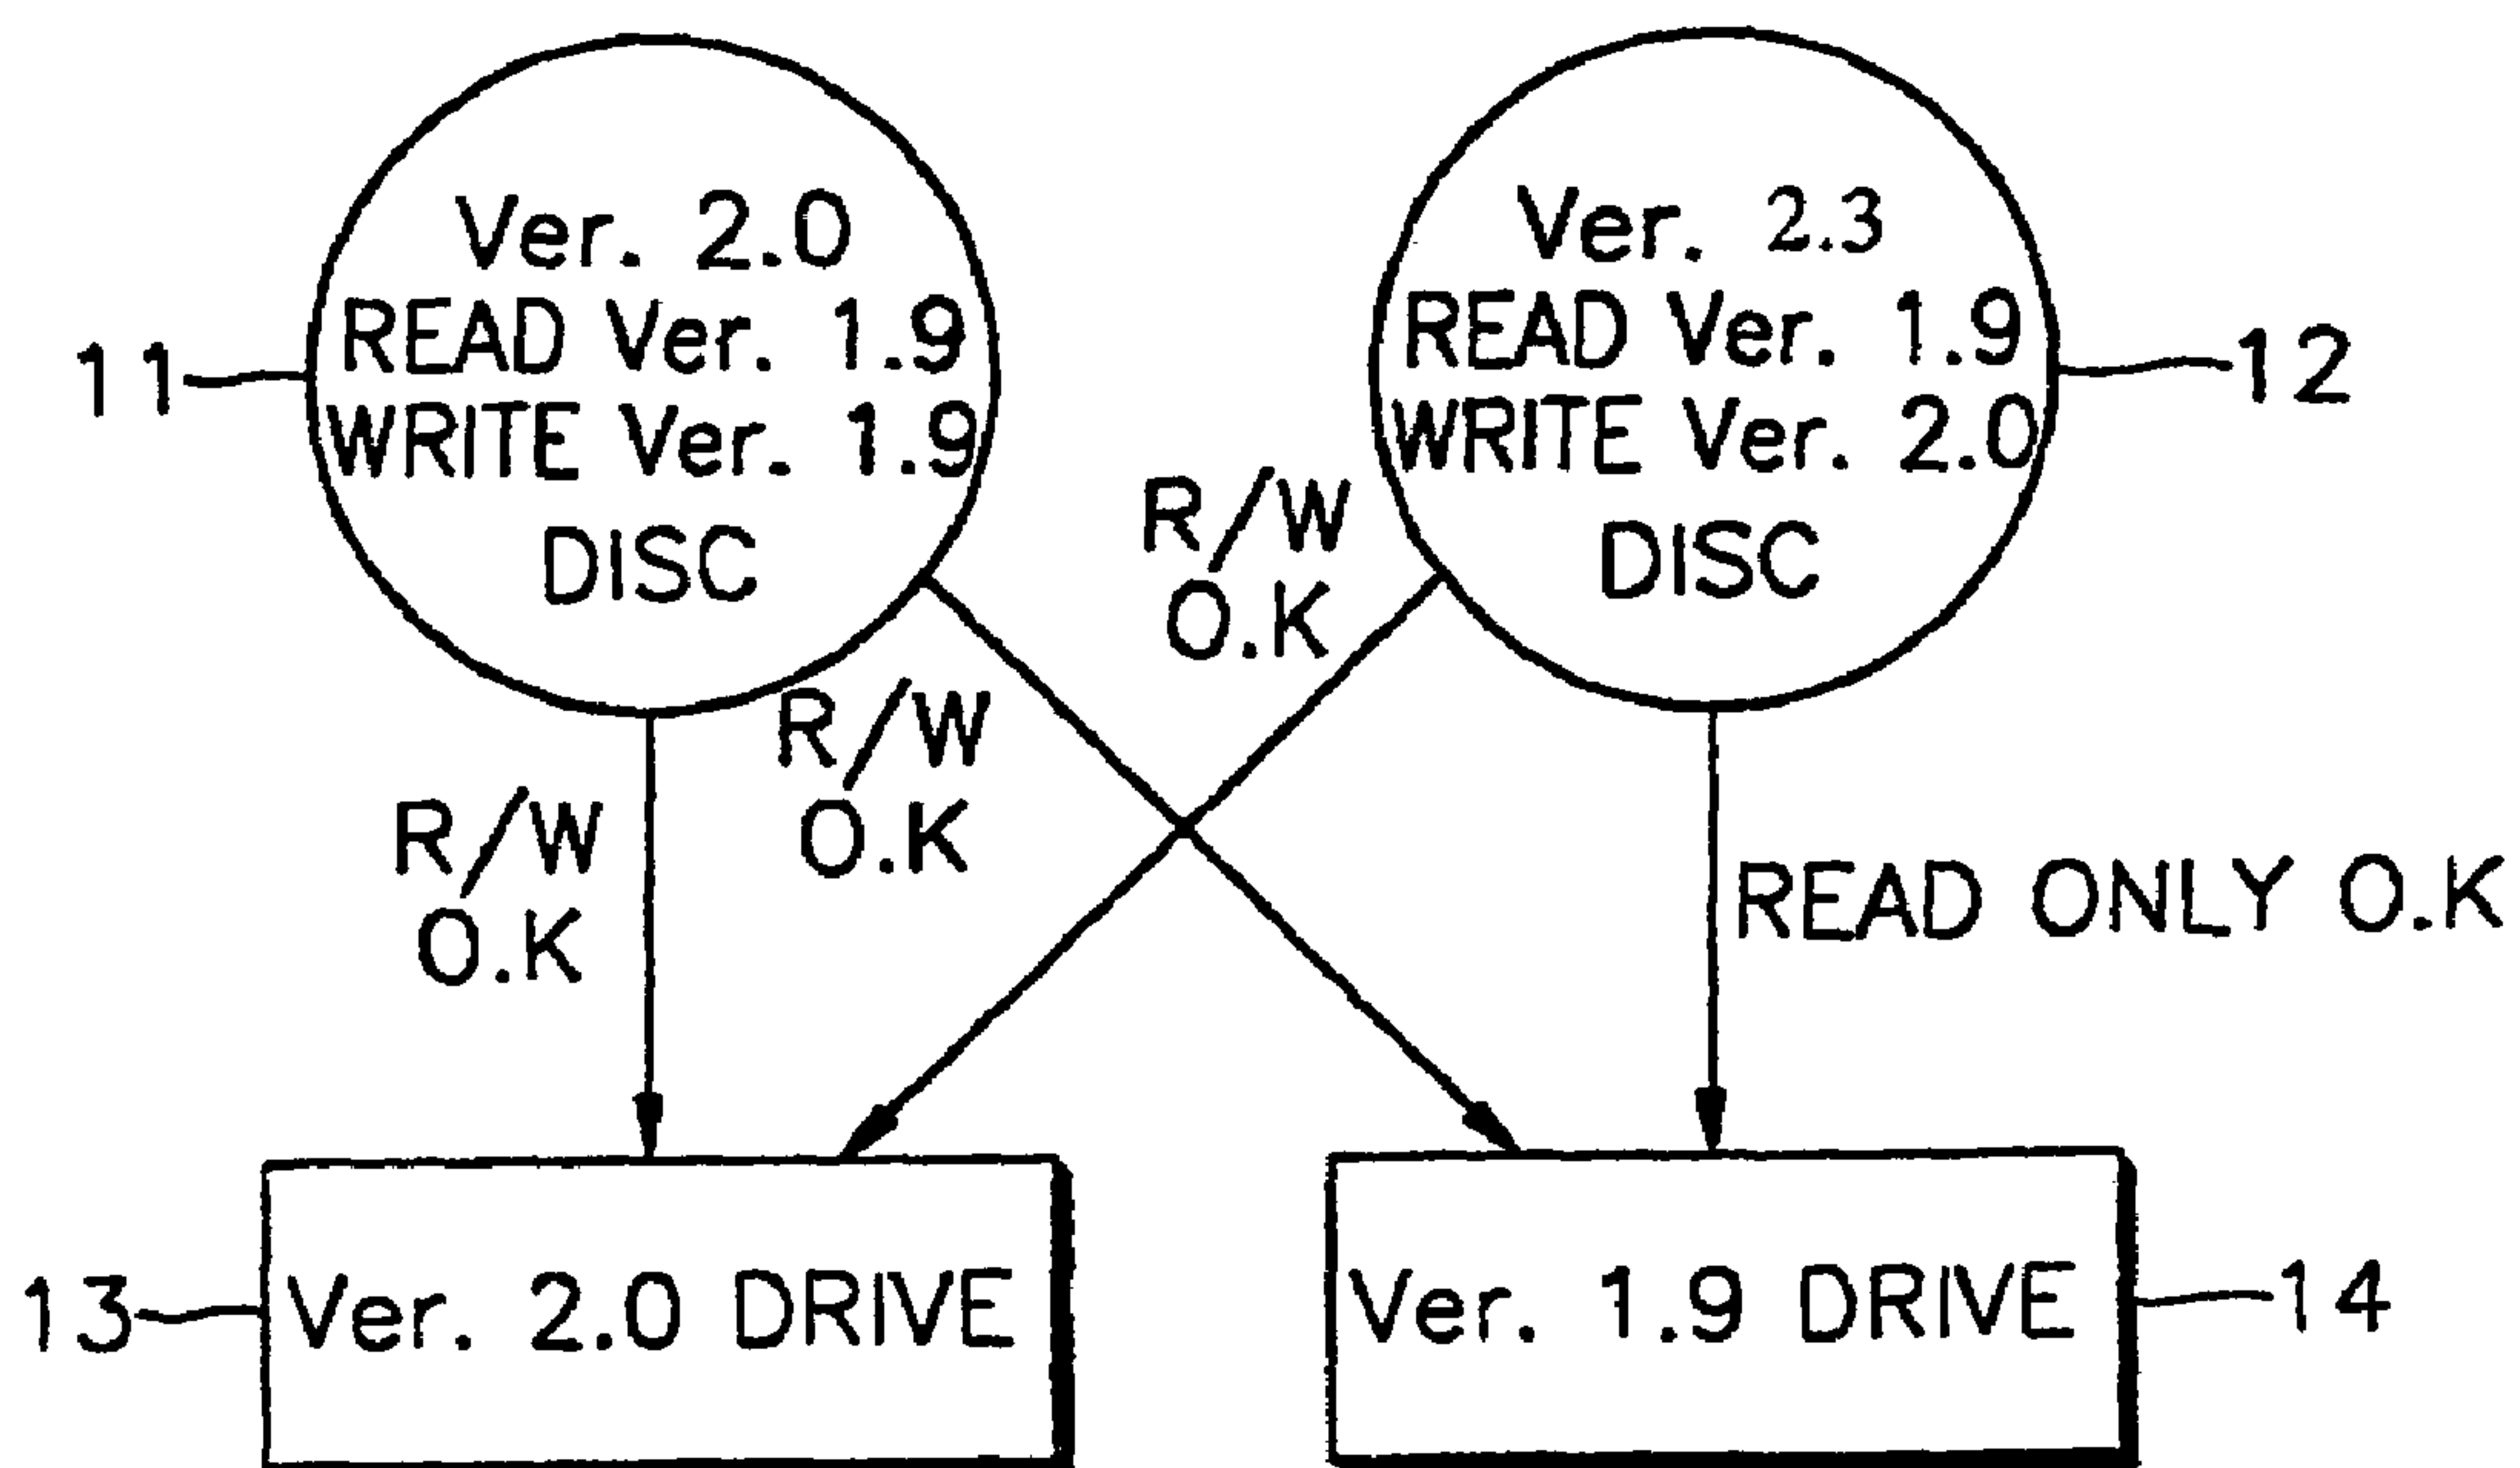 Ver. 2.0
READ Ver. 1.9
WRITE Ver. 1.9
DISC
11
Ver. 2.3
READ Ver. 1.9
WRITE Ver. 2.0
DISC
12
R/W
O.K
R/W
O.K
R/W
O.K
READ ONLY O.K
13
Ver. 2.0 DRIVE
Ver. 1.9 DRIVE
14